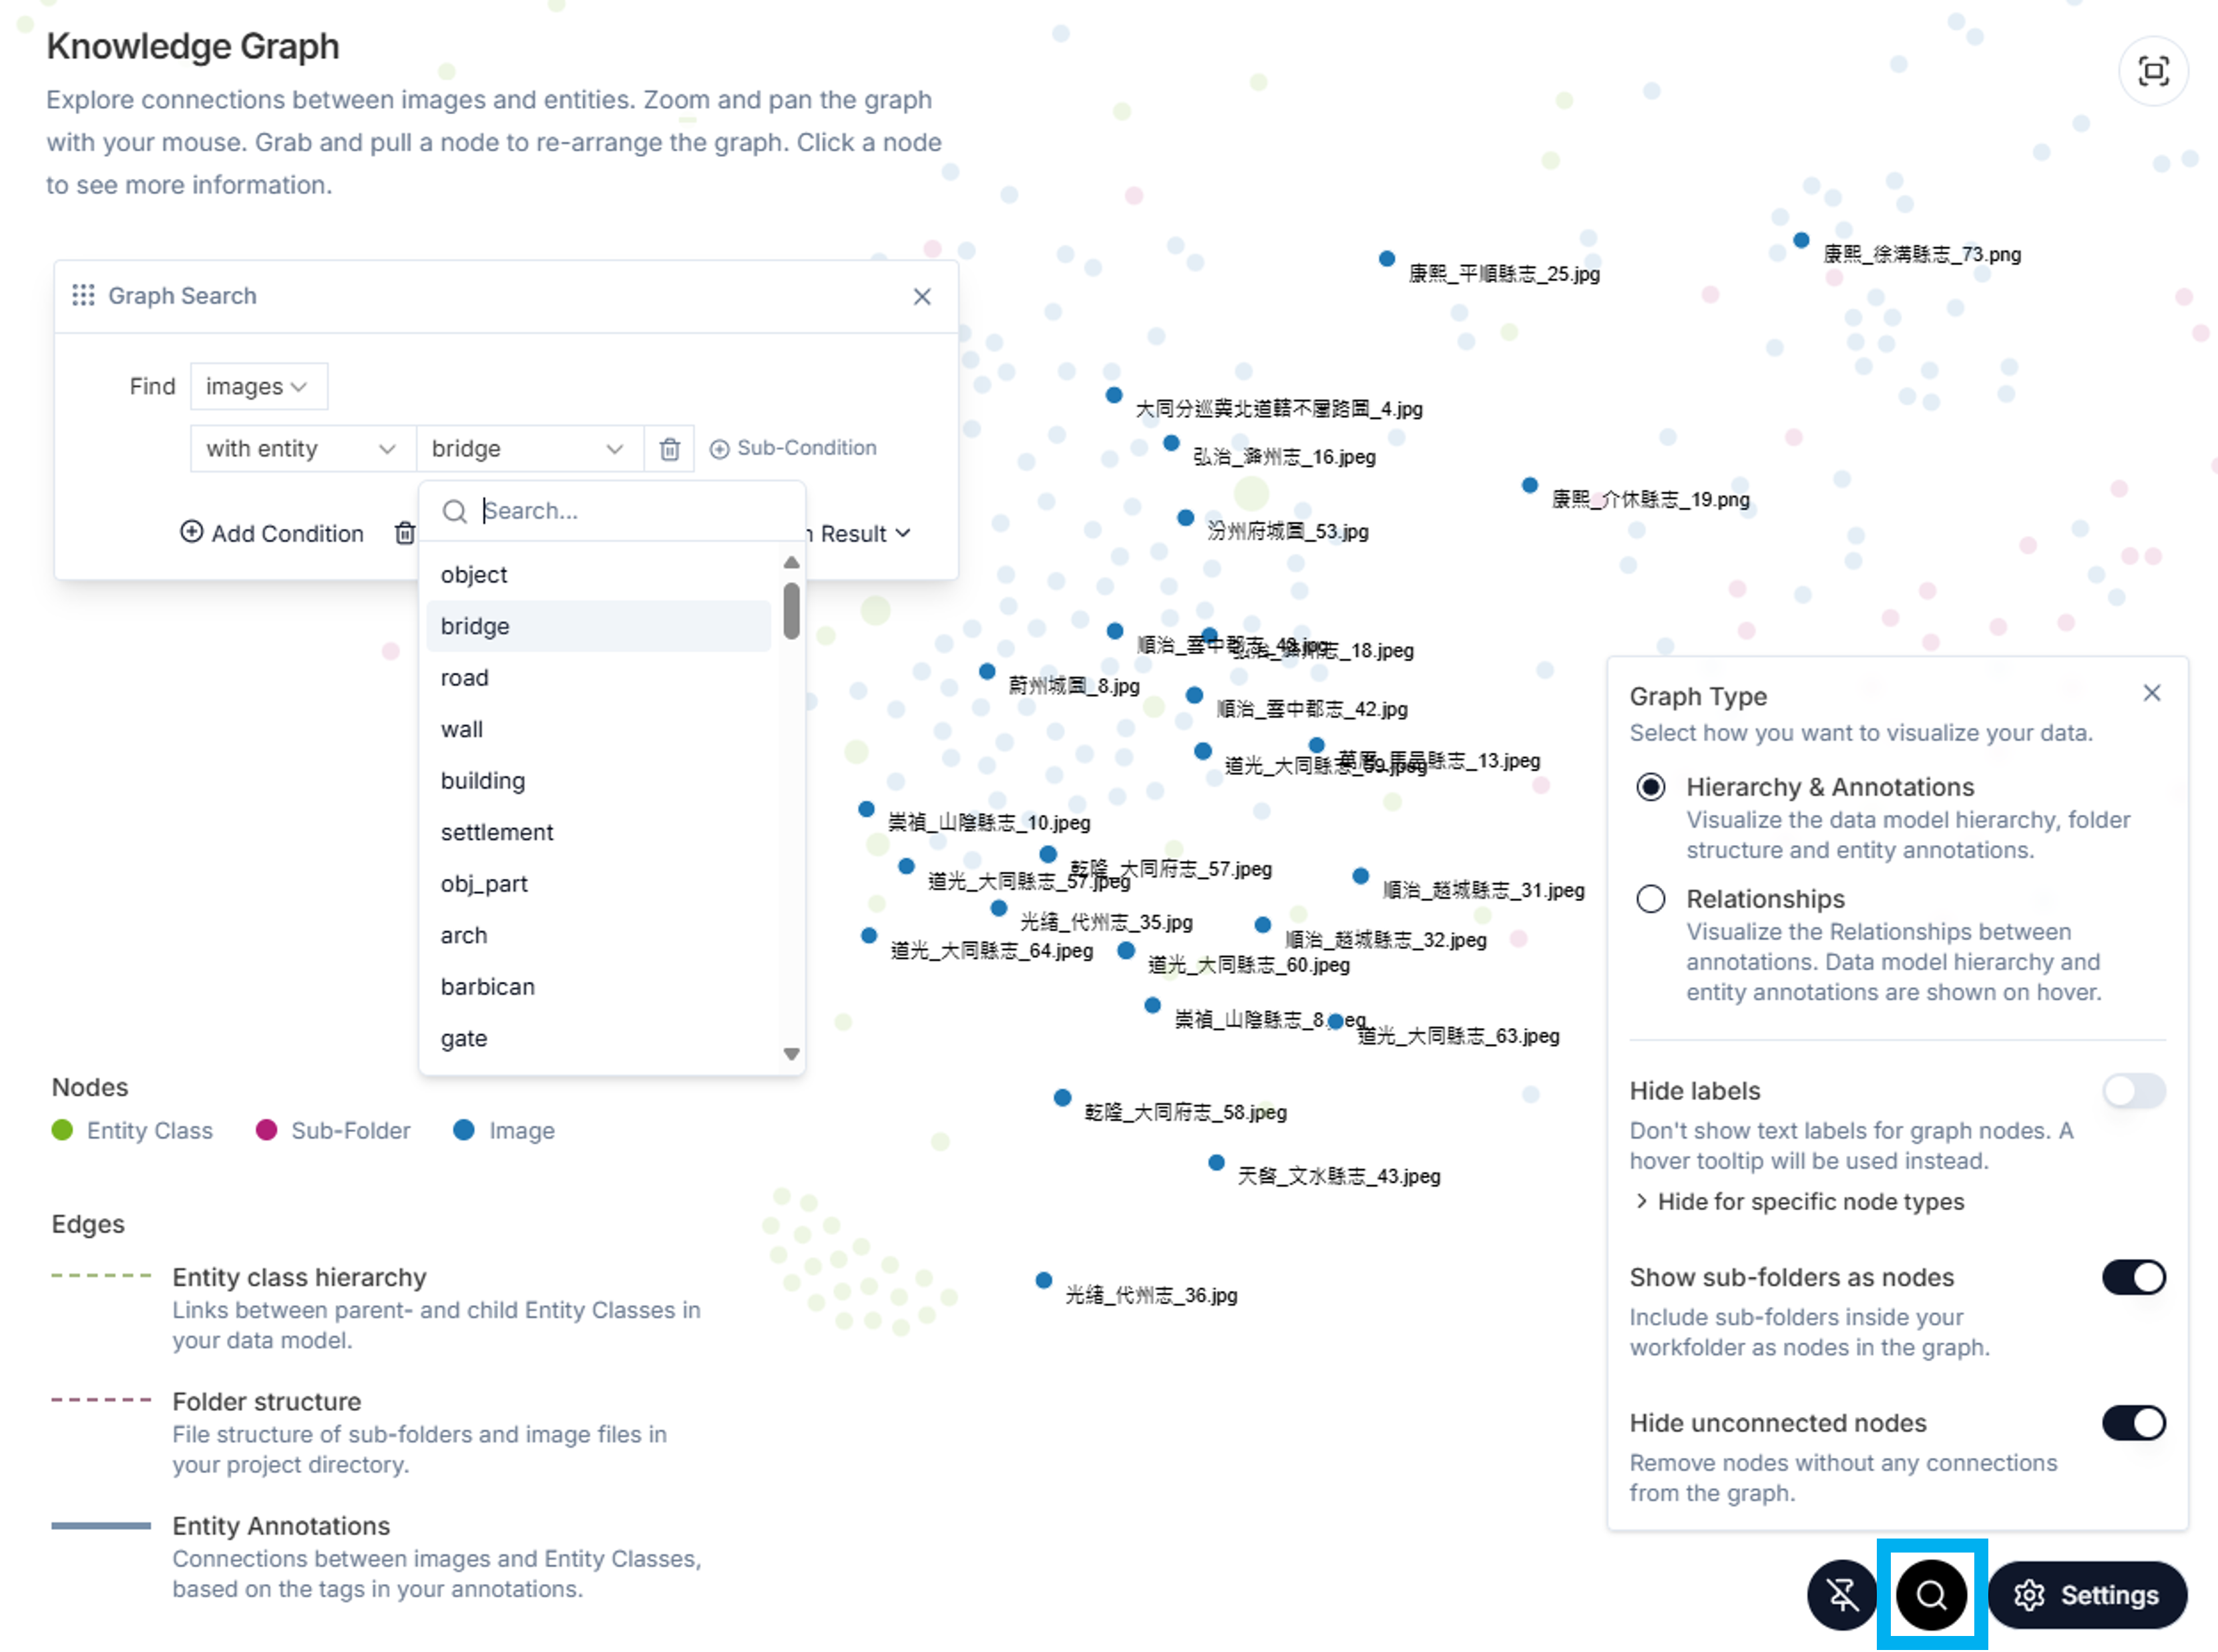 Knowledge Graph
Explore connections between images and entities. Zoom and pan the graph
with your mouse. Grab and pull a node to re-arrange the graph. Click a node
to see more information.
Graph Search
Find images
with entity bridge Sub-Condition
Add Condition
Result
Search...
object
bridge
road
wall
building
settlement
obj_part
arch
barbican
gate
康熙_平順縣志_25.jpg
康熙_徐溝縣志_73.png
大同分巡冀北道轄不屬路圖_4.jpg
弘治_潞州志_16.jpeg
康熙_介休縣志_19.png
汾州府城圖_53.jpg
順治_雲中郡志_43.jpg
弘治_潞州志_18.jpeg
蔚州城圖_8.jpg
順治_雲中郡志_42.jpg
道光_大同縣志_59.jpeg
萬曆_馬邑縣志_13.jpeg
崇禎_山陰縣志_10.jpeg
乾隆_大同府志_57.jpeg
道光_大同縣志_57.jpeg
順治_趙城縣志_31.jpeg
光緒_代州志_35.jpg
順治_趙城縣志_32.jpeg
道光_大同縣志_64.jpeg
道光_大同縣志_60.jpeg
崇禎_山陰縣志_8.jpeg
道光_大同縣志_63.jpeg
乾隆_大同府志_58.jpeg
天啓_文水縣志_43.jpeg
光緒_代州志_36.jpg
Nodes
Entity Class Sub-Folder Image
Edges
Entity class hierarchy
Links between parent- and child Entity Classes in
your data model.
Folder structure
File structure of sub-folders and image files in
your project directory.
Entity Annotations
Connections between images and Entity Classes,
based on the tags in your annotations.
Graph Type
Select how you want to visualize your data.
Hierarchy & Annotations
Visualize the data model hierarchy, folder
structure and entity annotations.
Relationships
Visualize the Relationships between
annotations. Data model hierarchy and
entity annotations are shown on hover.
Hide labels
Don't show text labels for graph nodes. A
hover tooltip will be used instead.
Hide for specific node types
Show sub-folders as nodes
Include sub-folders inside your
workfolder as nodes in the graph.
Hide unconnected nodes
Remove nodes without any connections
from the graph.
Settings